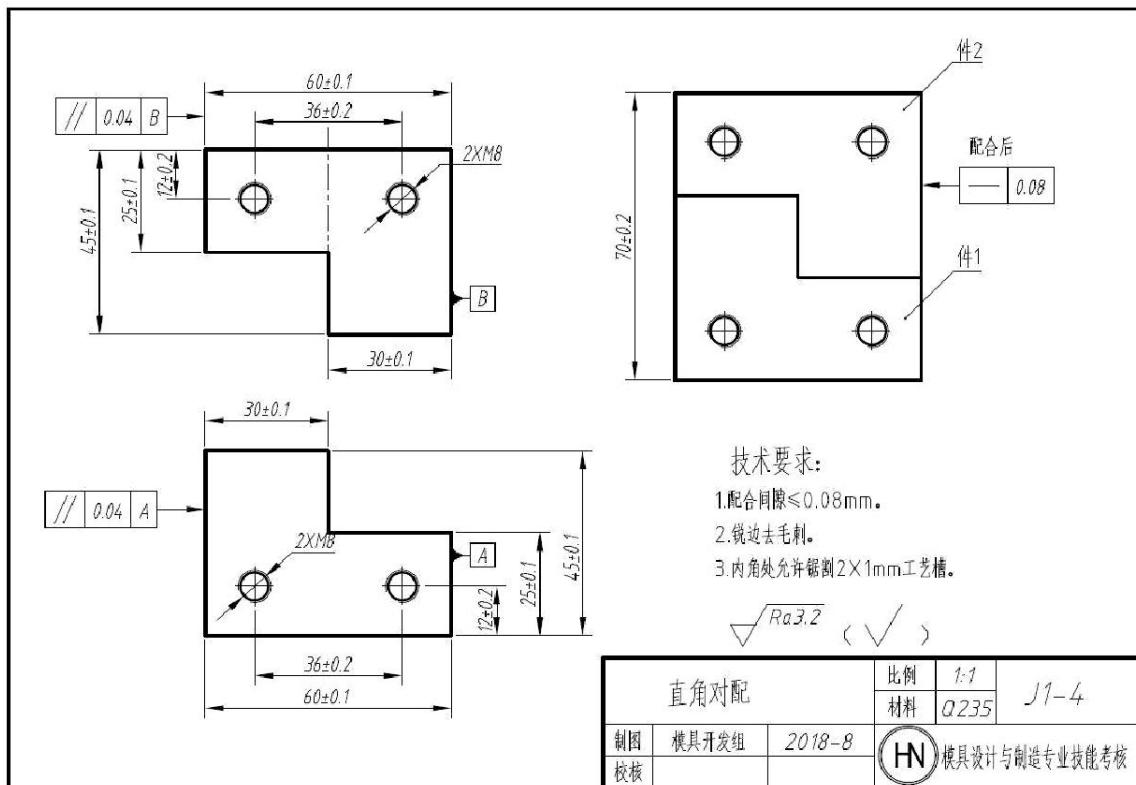 60±0.1
36±0.2
// 0.04 B
2XM8
12±0.2
25±0.1
45±0.1
B
30±0.1
件2
配合后
— 0.08
70±0.2
件1
30±0.1
// 0.04 A
2XM8
A
12±0.2
25±0.1
45±0.1
36±0.2
60±0.1
技术要求:
1.配合间隙≤0.08mm。
2.锐边去毛刺。
3.内角处允许锯割2×1mm工艺槽。
Ra3.2 (√)
直角对配 比例 1:1 J1-4
材料 Q235
制图 模具开发组 2018-8 HN 模具设计与制造专业技能考核
校核